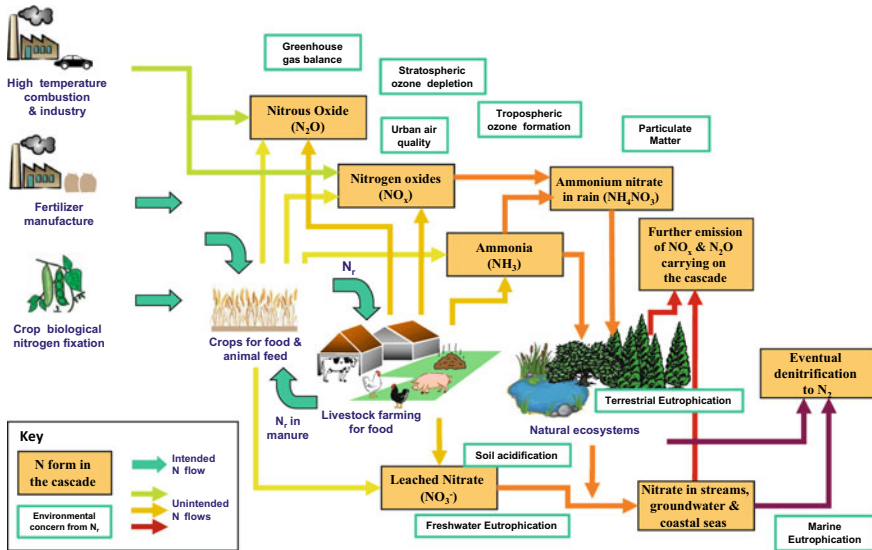 High temperature
combustion
& industry
Greenhouse
gas balance
Stratospheric
ozone depletion
Nitrous Oxide
(N₂O)
Urban air
quality
Tropospheric
ozone formation
Particulate
Matter
Fertilizer
manufacture
Nitrogen oxides
(NOₓ)
Ammonium nitrate
in rain (NH₄NO₃)
Further emission
of NOₓ & N₂O
carrying on
the cascade
Ammonia
(NH₃)
Nᵣ
Crop biological
nitrogen fixation
Crops for food &
animal feed
Nᵣ in
manure
Livestock farming
for food
Natural ecosystems
Terrestrial Eutrophication
Eventual
denitrification
to N₂
Soil acidification
Leached Nitrate
(NO₃⁻)
Freshwater Eutrophication
Nitrate in streams,
groundwater &
coastal seas
Marine
Eutrophication
Key
N form in
the cascade
Environmental
concern from Nᵣ
Intended
N flow
Unintended
N flows